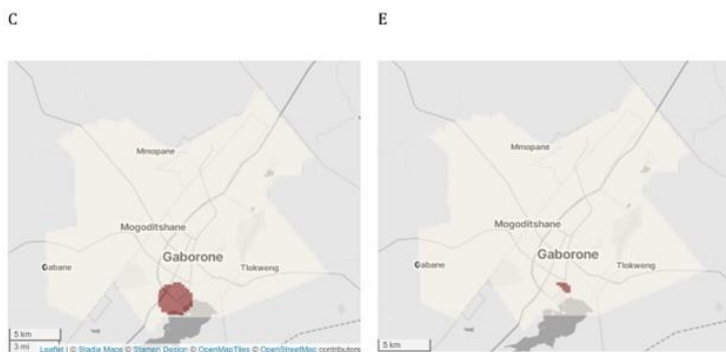 C
E
Mmopane
Mogoditshane
Gaborone
Gabane
Tlokweng
5 km
3 mi
Leaflet | © Stadia Maps © Stamen Design © OpenMapTiles © OpenStreetMap contributors
Mmopane
Mogoditshane
Gaborone
Gabane
Tlokweng
5 km